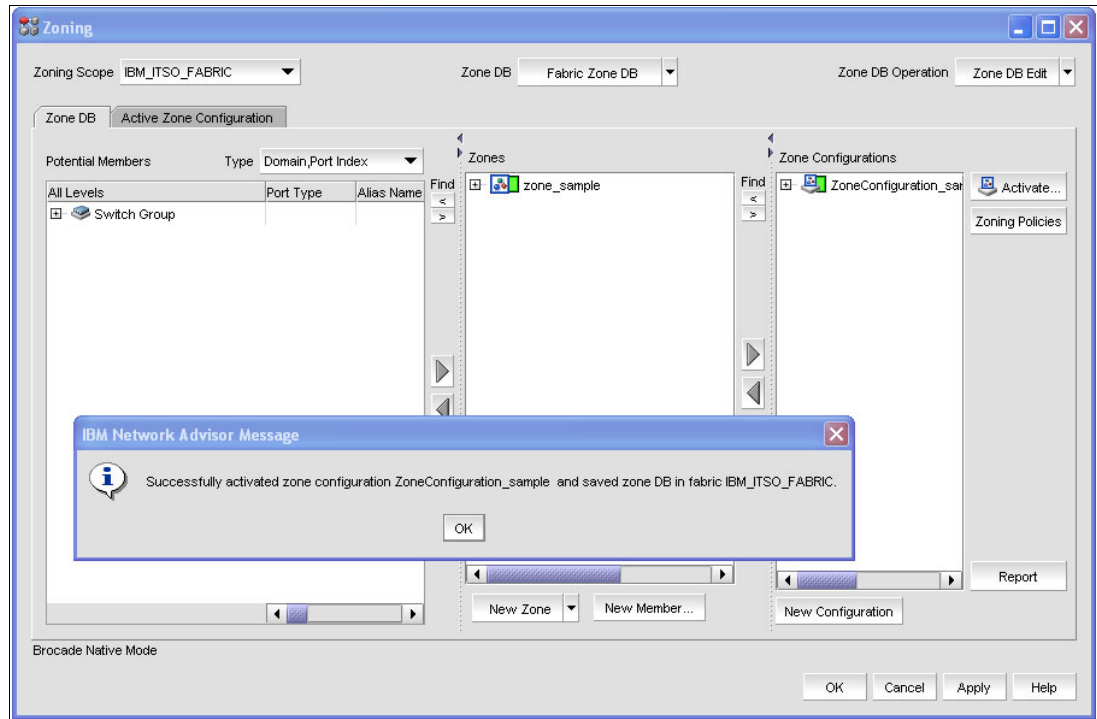 Zoning
Zoning Scope IBM_ITSO_FABRIC
Zone DB Fabric Zone DB
Zone DB Operation Zone DB Edit
Zone DB Active Zone Configuration
Potential Members Type Domain,Port Index
All Levels Port Type Alias Name
Switch Group
Find
<
>
Zones
zone_sample
Find
<
>
Zone Configurations
ZoneConfiguration_sar
Activate...
Zoning Policies
IBM Network Advisor Message
Successfully activated zone configuration ZoneConfiguration_sample and saved zone DB in fabric IBM_ITSO_FABRIC.
OK
New Zone New Member...
New Configuration
Report
Brocade Native Mode
OK Cancel Apply Help